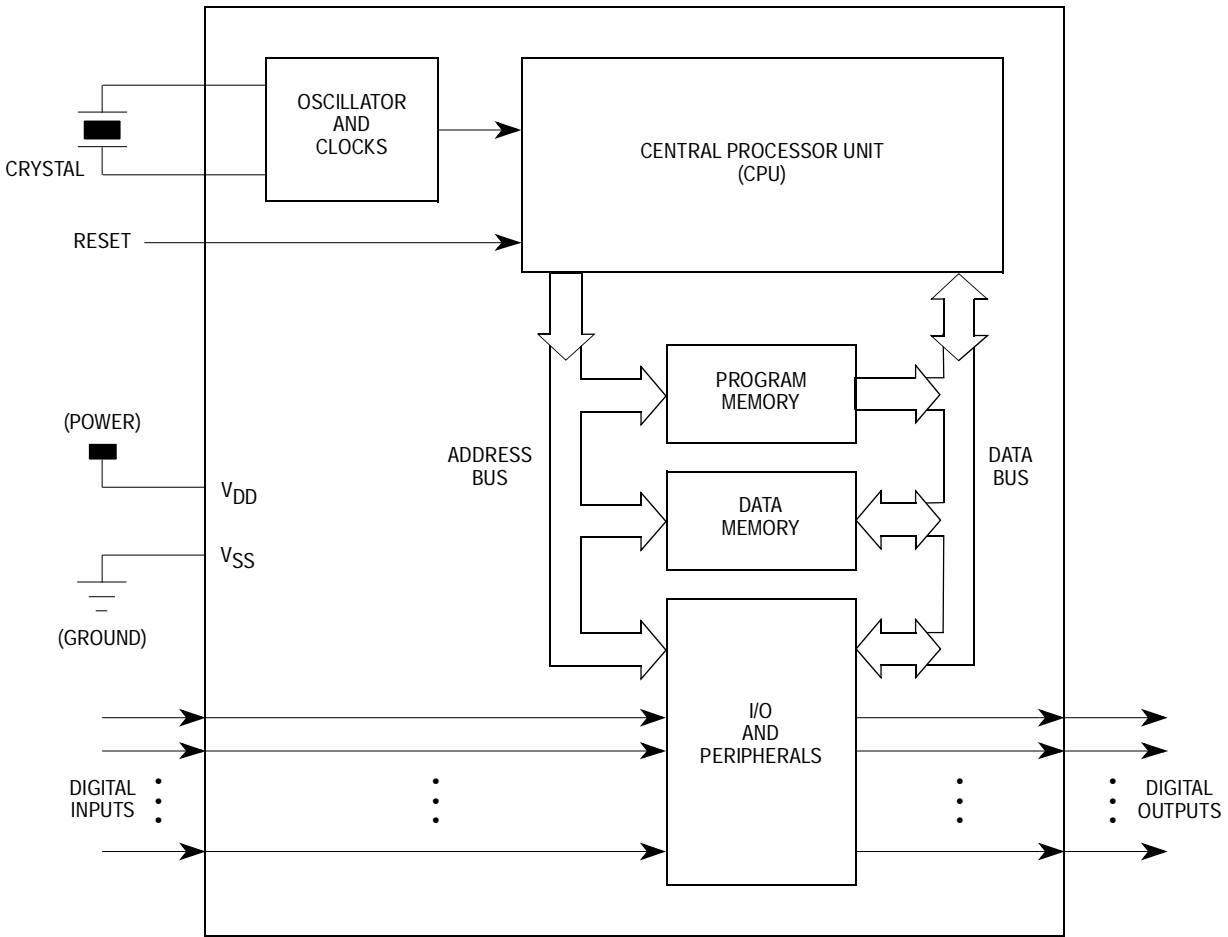 OSCILLATOR
AND
CLOCKS
CENTRAL PROCESSOR UNIT
(CPU)
CRYSTAL
RESET
PROGRAM
MEMORY
(POWER)
ADDRESS
BUS
DATA
BUS
VDD
DATA
MEMORY
VSS
(GROUND)
I/O
AND
PERIPHERALS
DIGITAL
INPUTS
DIGITAL
OUTPUTS